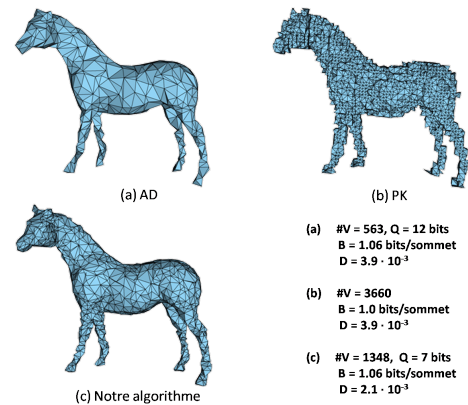 (a) AD
(b) PK
(c) Notre algorithme
(a) #V = 563, Q = 12 bits
B = 1.06 bits/sommet
D = 3.9 · 10⁻³
(b) #V = 3660
B = 1.0 bits/sommet
D = 3.9 · 10⁻³
(c) #V = 1348, Q = 7 bits
B = 1.06 bits/sommet
D = 2.1 · 10⁻³